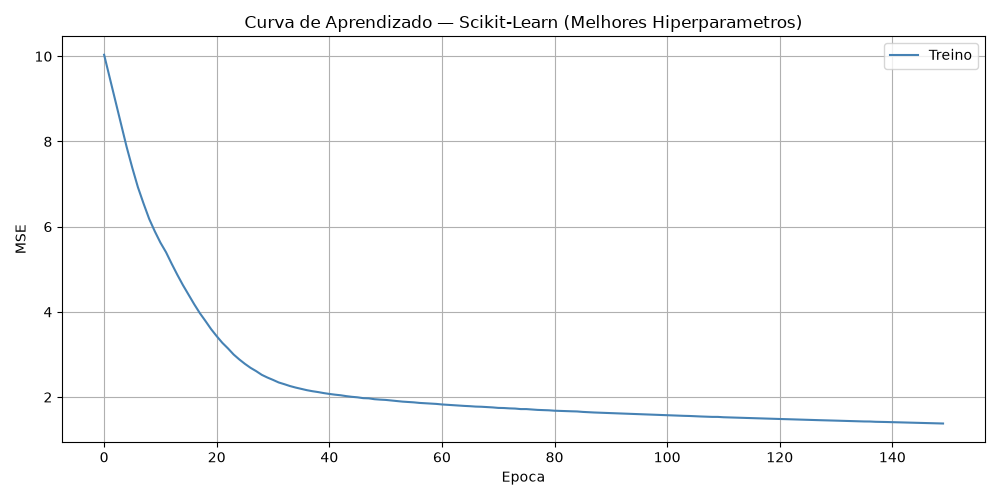 Curva de Aprendizado — Scikit-Learn (Melhores Hiperparametros)
Treino
MSE
10
8
6
4
2
0 20 40 60 80 100 120 140
Epoca